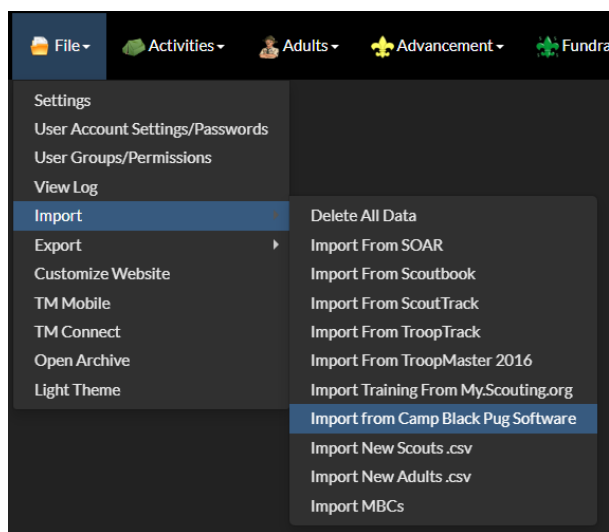 File
Activities
Adults
Advancement
Fundra
Settings
User Account Settings/Passwords
User Groups/Permissions
View Log
Import
Export
Customize Website
TM Mobile
TM Connect
Open Archive
Light Theme
Delete All Data
Import From SOAR
Import From Scoutbook
Import From ScoutTrack
Import From TroopTrack
Import From TroopMaster 2016
Import Training From My.Scouting.org
Import from Camp Black Pug Software
Import New Scouts .csv
Import New Adults .csv
Import MBCs